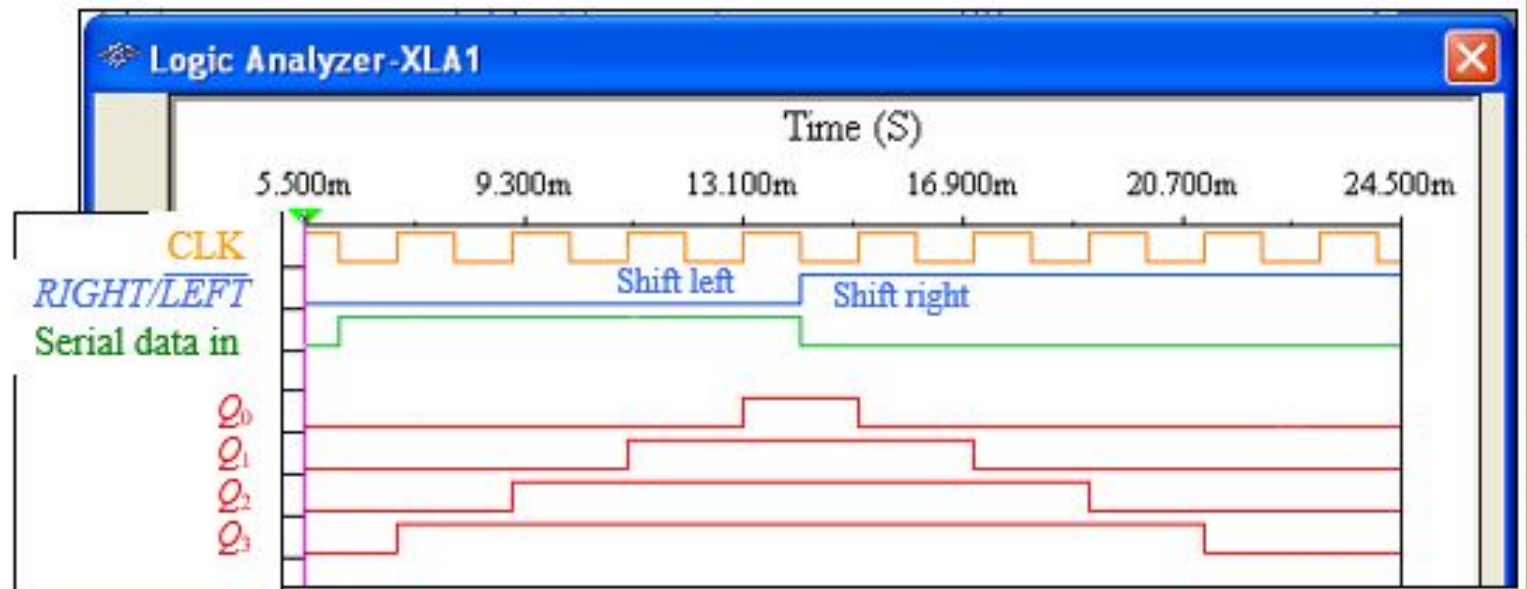 Logic Analyzer-XLA1
Time (S)
5.500m 9.300m 13.100m 16.900m 20.700m 24.500m
CLK
RIGHT/L̅E̅F̅T̅ Shift left Shift right
Serial data in
Q₀
Q₁
Q₂
Q₃